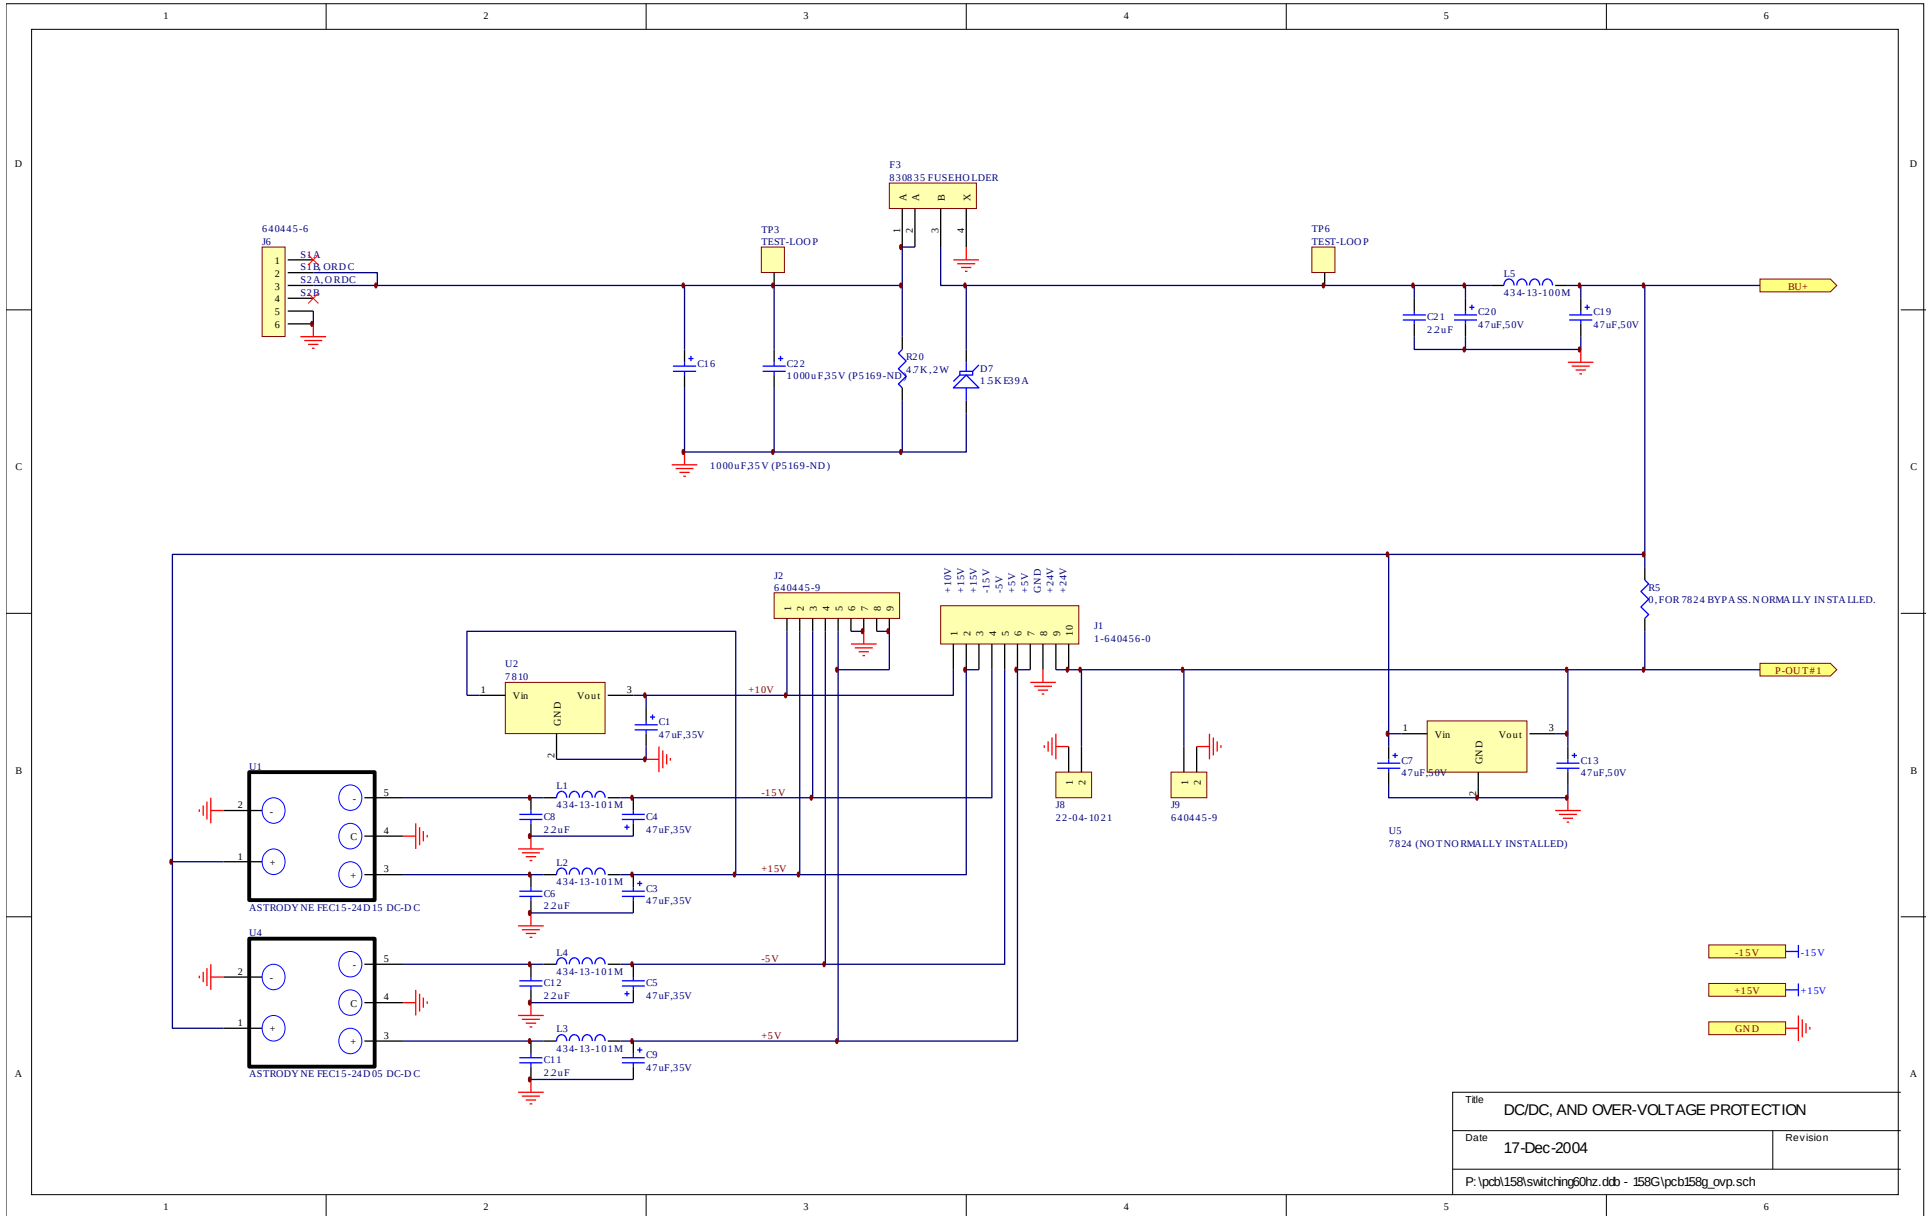 1 2 3 4 5 6
D D
C C
B B
A A
640445-6
J6
1 S1A
2 S1B, ORDC
3 S2A, ORDC
4 S2B
5
6
TP3
TEST-LOOP
F3
830835 FUSEHOLDER
A A B X
1 2 3 4
TP6
TEST-LOOP
L5
434-13-100M
BU+
C21
22uF
C20
47uF,50V
C19
47uF,50V
C16
C22
1000uF,35V (P5169-ND)
R20
4.7K, 2W
D7
1.5KE39A
1000uF,35V (P5169-ND)
J2
640445-9
1 2 3 4 5 6 7 8 9
+10V +15V +15V -15V -5V +5V +5V GND +24V +24V
1 2 3 4 5 6 7 8 9 10
J1
1-640456-0
R5
0, FOR 7824 BYPASS. NORMALLY INSTALLED.
P-OUT#1
U2
7810
1 Vin Vout 3
GND
2
C1
47uF,35V
+10V
J8
22-04-1021
1 2
J9
640445-9
1 2
1 Vin Vout 3
GND
2
C7
47uF,50V
C13
47uF,50V
U5
7824 (NOT NORMALLY INSTALLED)
U1
2 - - 5
C 4
1 + + 3
ASTRODYNE FEC15-24D15 DC-DC
L1
434-13-101M
-15V
C8
22uF
C4
47uF,35V
L2
434-13-101M
+15V
C6
22uF
C3
47uF,35V
U4
2 - - 5
C 4
1 + + 3
ASTRODYNE FEC15-24D05 DC-DC
L4
434-13-101M
-5V
C12
22uF
C5
47uF,35V
L3
434-13-101M
+5V
C11
22uF
C9
47uF,35V
-15V -15V
+15V +15V
GND
Title
DC/DC, AND OVER-VOLTAGE PROTECTION
Date 17-Dec-2004
Revision
P:\pcb\158\switching60hz.ddb - 158G\pcb158g_ovp.sch
1 2 3 4 5 6